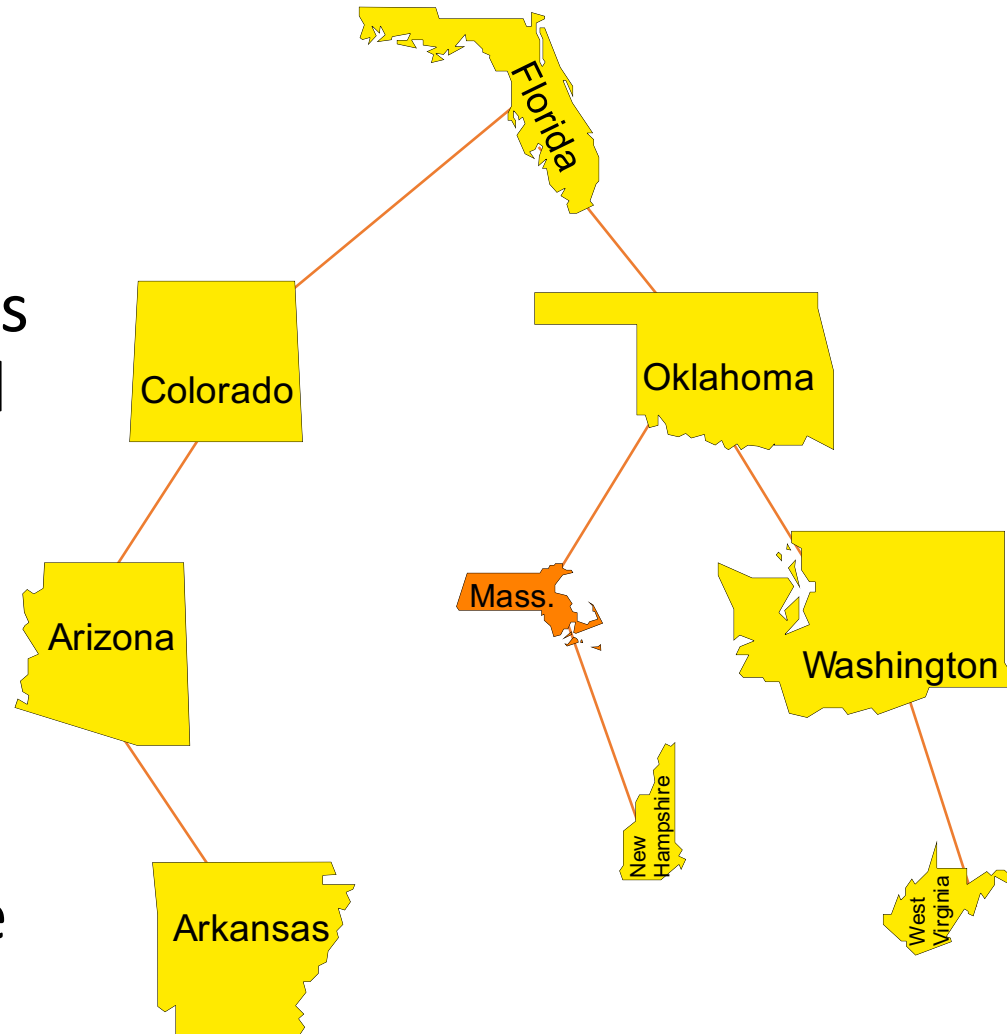 Florida
s
l
Colorado
Oklahoma
Mass.
Arizona
Washington
New
Hampshire
West
Virginia
e
Arkansas